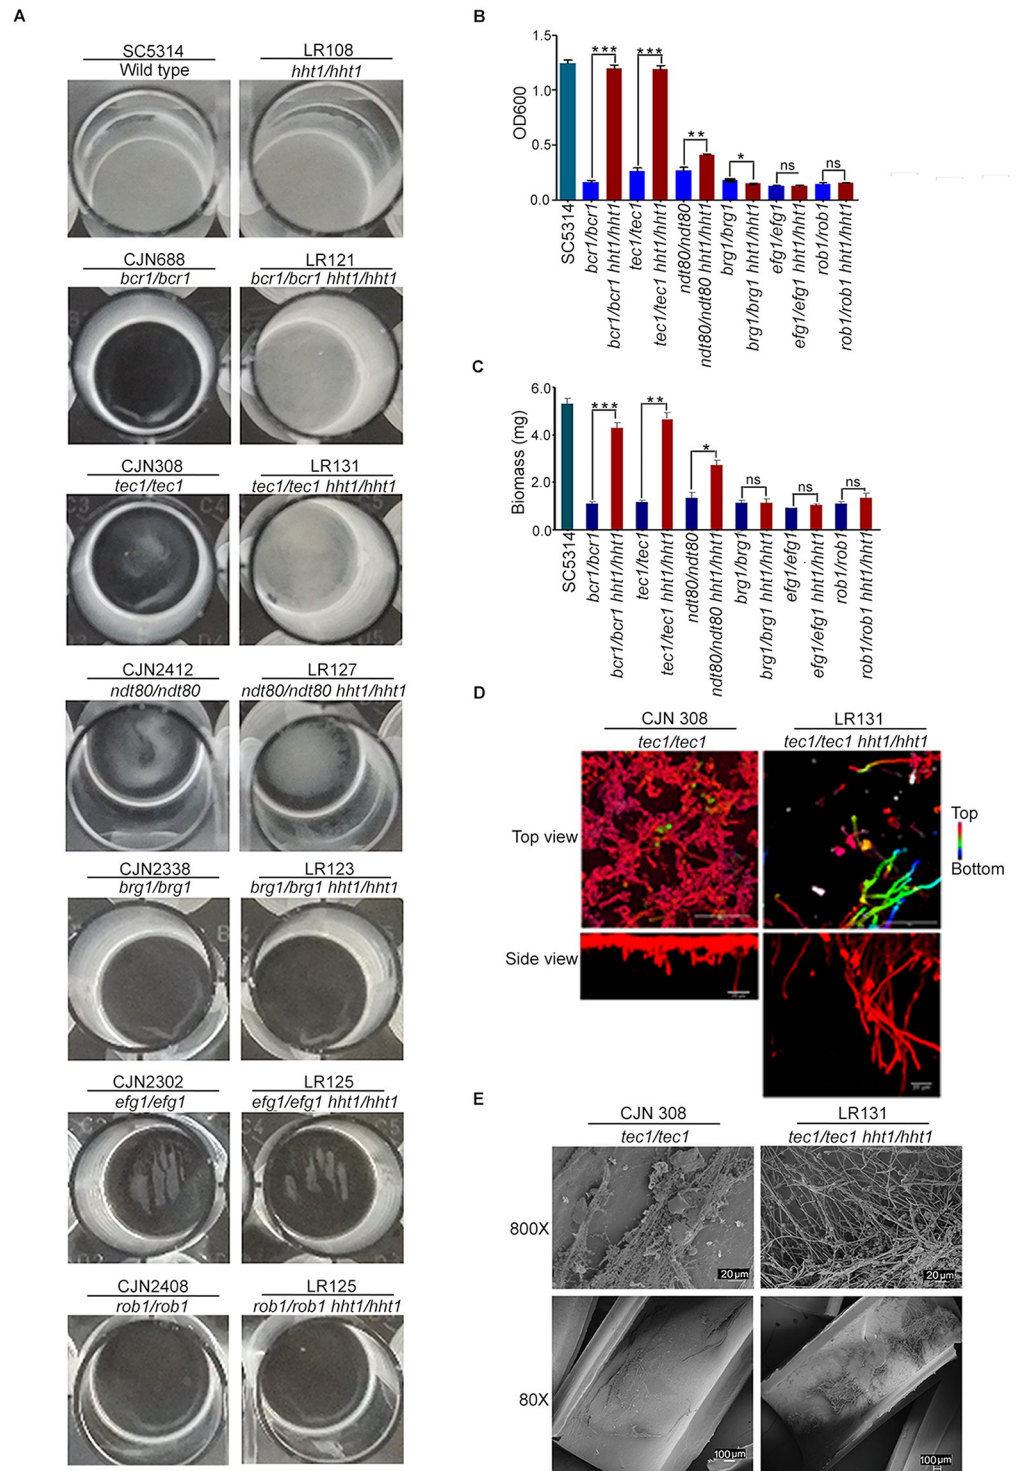 A
SC5314
Wild type
LR108
hht1/hht1
CJN688
bcr1/bcr1
LR121
bcr1/bcr1 hht1/hht1
CJN308
tec1/tec1
LR131
tec1/tec1 hht1/hht1
CJN2412
ndt80/ndt80
LR127
ndt80/ndt80 hht1/hht1
CJN2338
brg1/brg1
LR123
brg1/brg1 hht1/hht1
CJN2302
efg1/efg1
LR125
efg1/efg1 hht1/hht1
CJN2408
rob1/rob1
LR125
rob1/rob1 hht1/hht1
B
OD600
1.5
1.0
0.5
0.0
***
***
**
*
ns
ns
SC5314
bcr1/bcr1
bcr1/bcr1 hht1/hht1
tec1/tec1
tec1/tec1 hht1/hht1
ndt80/ndt80
ndt80/ndt80 hht1/hht1
brg1/brg1
brg1/brg1 hht1/hht1
efg1/efg1
efg1/efg1 hht1/hht1
rob1/rob1
rob1/rob1 hht1/hht1
C
Biomass (mg)
6.0
4.0
2.0
0.0
***
**
*
ns
ns
ns
SC5314
bcr1/bcr1
bcr1/bcr1 hht1/hht1
tec1/tec1
tec1/tec1 hht1/hht1
ndt80/ndt80
ndt80/ndt80 hht1/hht1
brg1/brg1
brg1/brg1 hht1/hht1
efg1/efg1
efg1/efg1 hht1/hht1
rob1/rob1
rob1/rob1 hht1/hht1
D
CJN 308
tec1/tec1
LR131
tec1/tec1 hht1/hht1
Top view
Side view
Top
Bottom
E
CJN 308
tec1/tec1
LR131
tec1/tec1 hht1/hht1
800X
20 µm
20 µm
80X
100 µm
100 µm